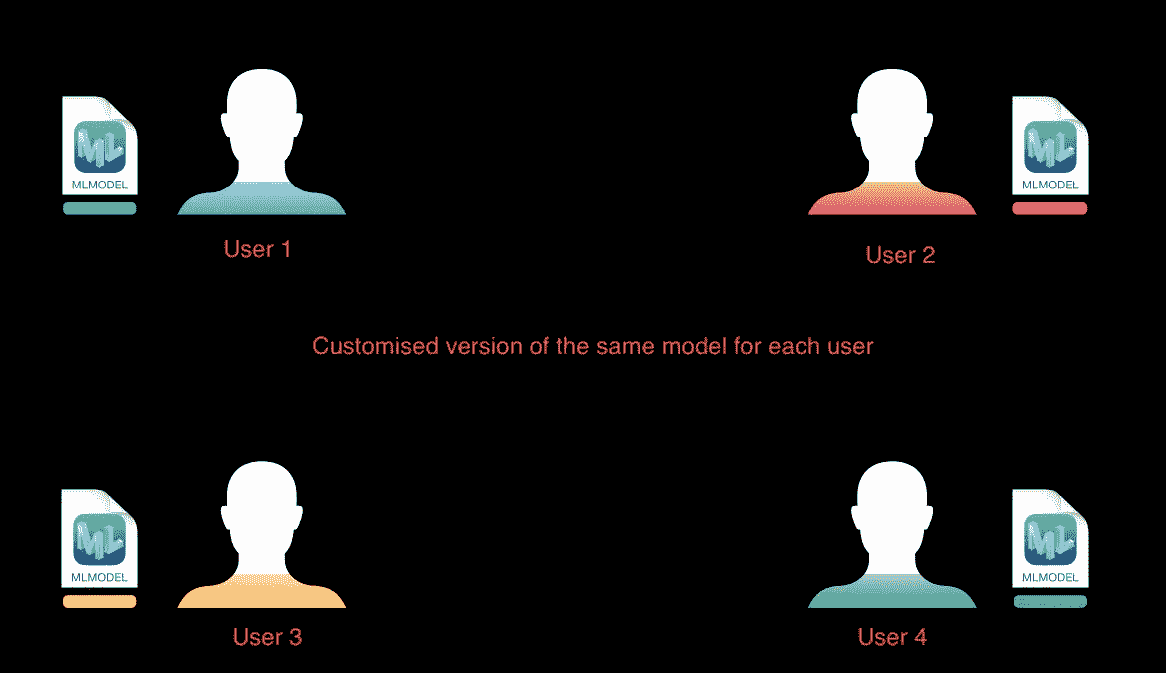 ML
MLMODEL
User 1
ML
MLMODEL
User 2
Customised version of the same model for each user
ML
MLMODEL
User 3
ML
MLMODEL
User 4